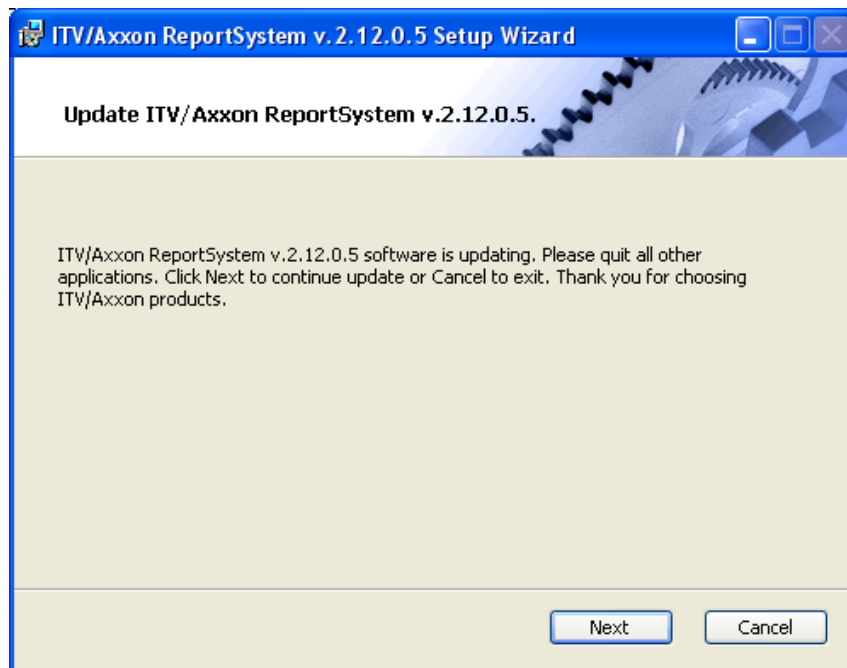 ITV/Axxon ReportSystem v.2.12.0.5 Setup Wizard
Update ITV/Axxon ReportSystem v.2.12.0.5.
ITV/Axxon ReportSystem v.2.12.0.5 software is updating. Please quit all other
applications. Click Next to continue update or Cancel to exit. Thank you for choosing
ITV/Axxon products.
Next Cancel